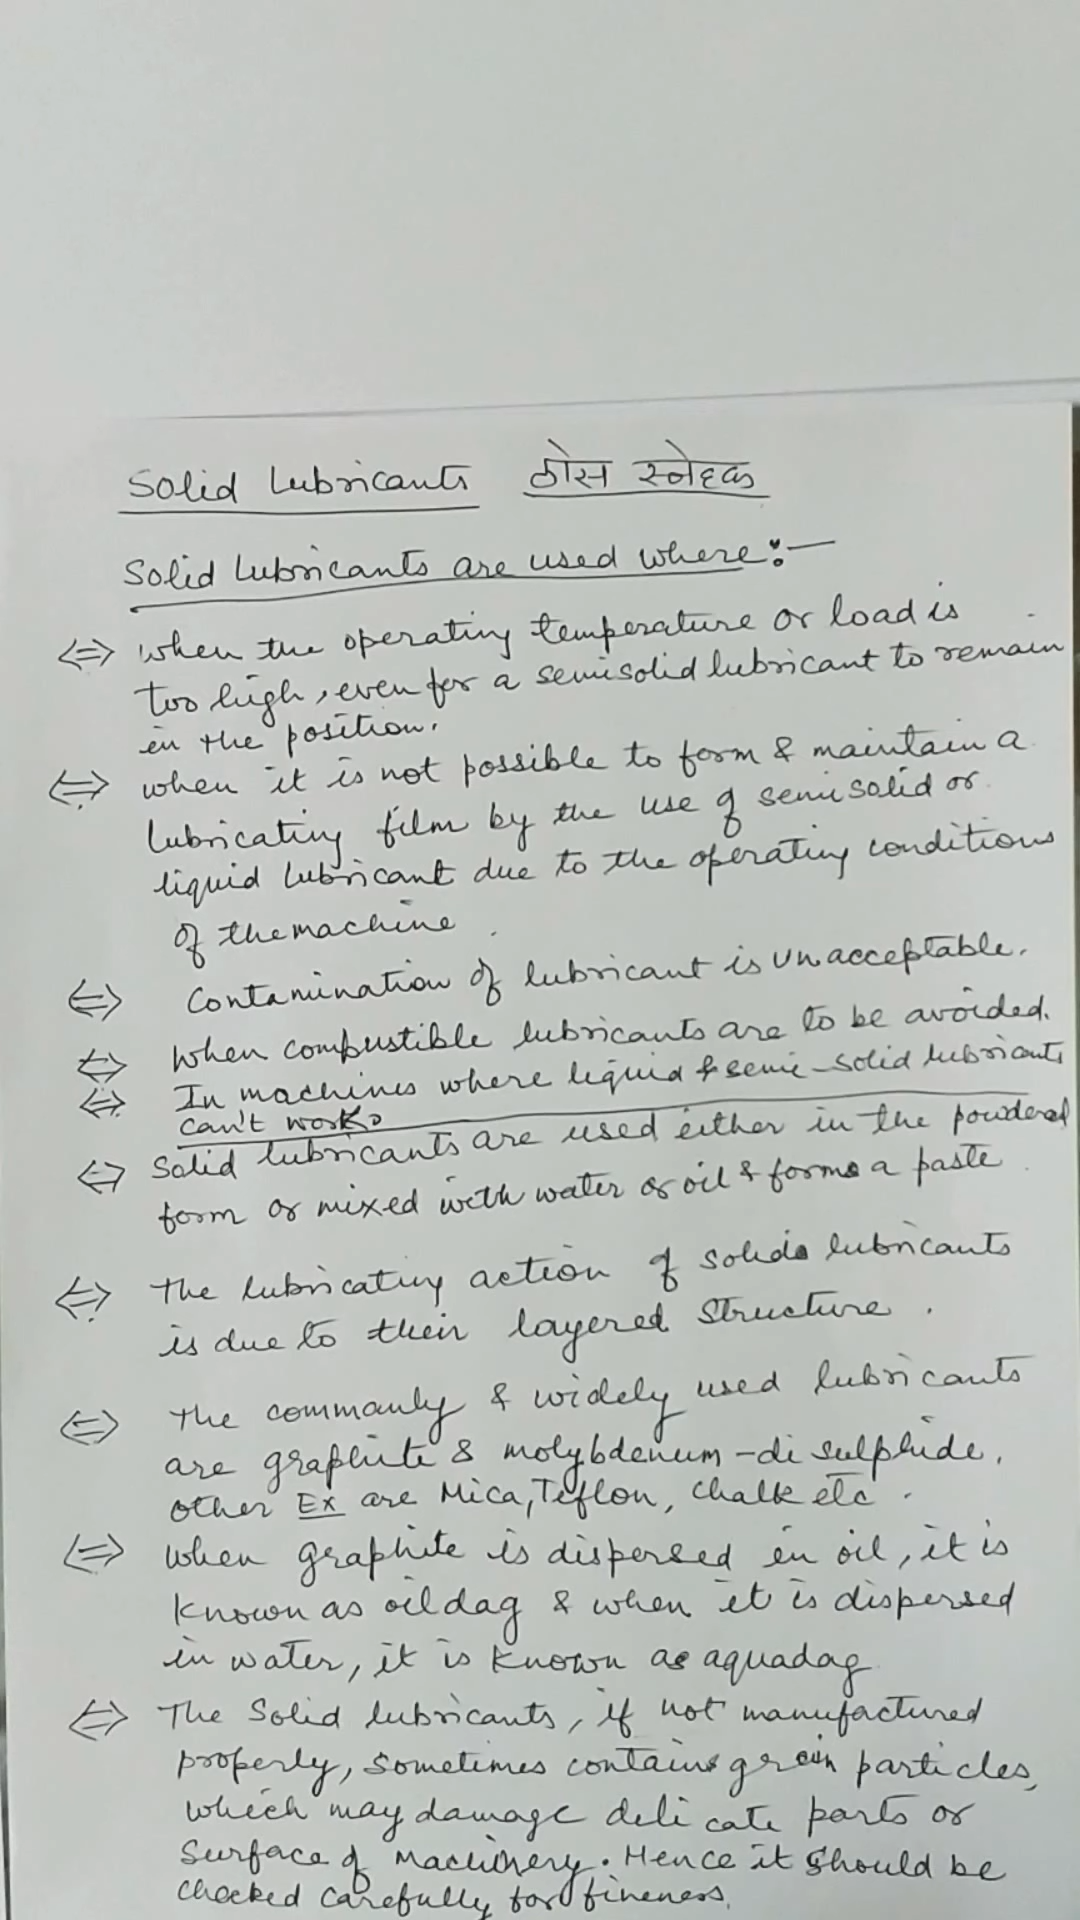 Solid Lubricants ठोस स्नेहक
Solid Lubricants are used where:-
⇔ when the operating temperature or load is
too high, even for a semisolid lubricant to remain
in the position.
⇔ when it is not possible to form & maintain a
lubricating film by the use of semisolid or
liquid lubricant due to the operating conditions
of the machine.
⇔ Contamination of lubricant is unacceptable.
⇔ When combustible lubricants are to be avoided.
⇔ In machines where liquid & semi-solid lubricants
can't work.
⇔ Solid lubricants are used either in the powdered
form or mixed with water or oil & forms a paste
⇔ The lubricating action of solids lubricants
is due to their layered structure.
⇔ The commanly & widely used lubricants
are graphite & molybdenum-di sulphide.
other Ex are Mica, Teflon, chalk etc.
⇔ when graphite is dispersed in oil, it is
known as oildag & when it is dispersed
in water, it is known as aquadag
⇔ The Solid lubricants, if not manufactured
properly, sometimes contains grain particles,
which may damage delicate parts or
surface of Machinery. Hence it should be
checked carefully for fineness.